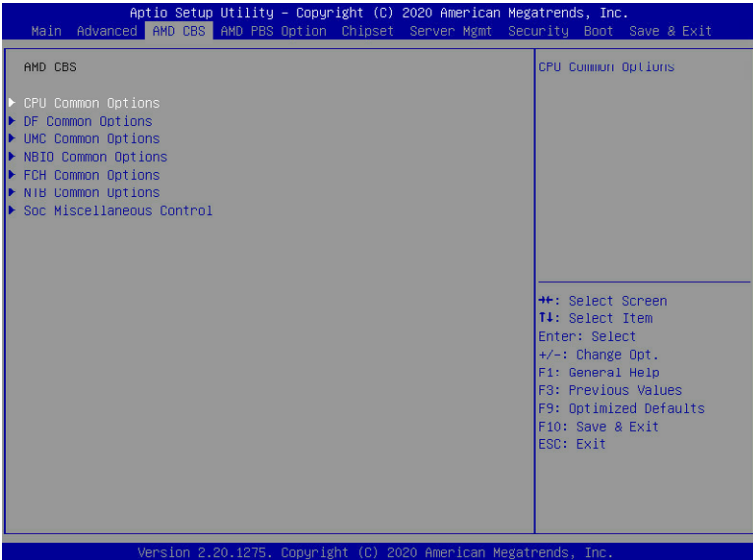 Aptio Setup Utility – Copyright (C) 2020 American Megatrends, Inc.
Main Advanced AMD CBS AMD PBS Option Chipset Server Mgmt Security Boot Save & Exit
AMD CBS
CPU Common Options
DF Common Options
UMC Common Options
NBIO Common Options
FCH Common Options
NTB Common Options
Soc Miscellaneous Control
CPU Common Options
→←: Select Screen
↑↓: Select Item
Enter: Select
+/-: Change Opt.
F1: General Help
F3: Previous Values
F9: Optimized Defaults
F10: Save & Exit
ESC: Exit
Version 2.20.1275. Copyright (C) 2020 American Megatrends, Inc.